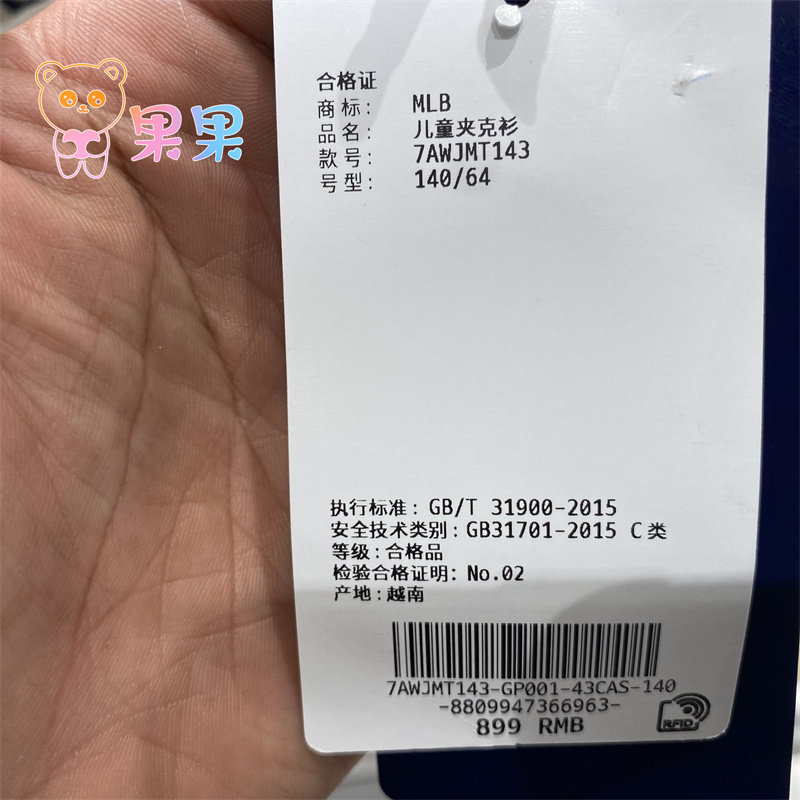 果果
合格证
商标: MLB
品名: 儿童夹克衫
款号: 7AWJMT143
号型: 140/64
执行标准: GB/T 31900-2015
安全技术类别: GB31701-2015 C类
等级: 合格品
检验合格证明: No.02
产地: 越南
7AWJMT143-GP001-43CAS-140
-8809947366963-
899 RMB
RFID